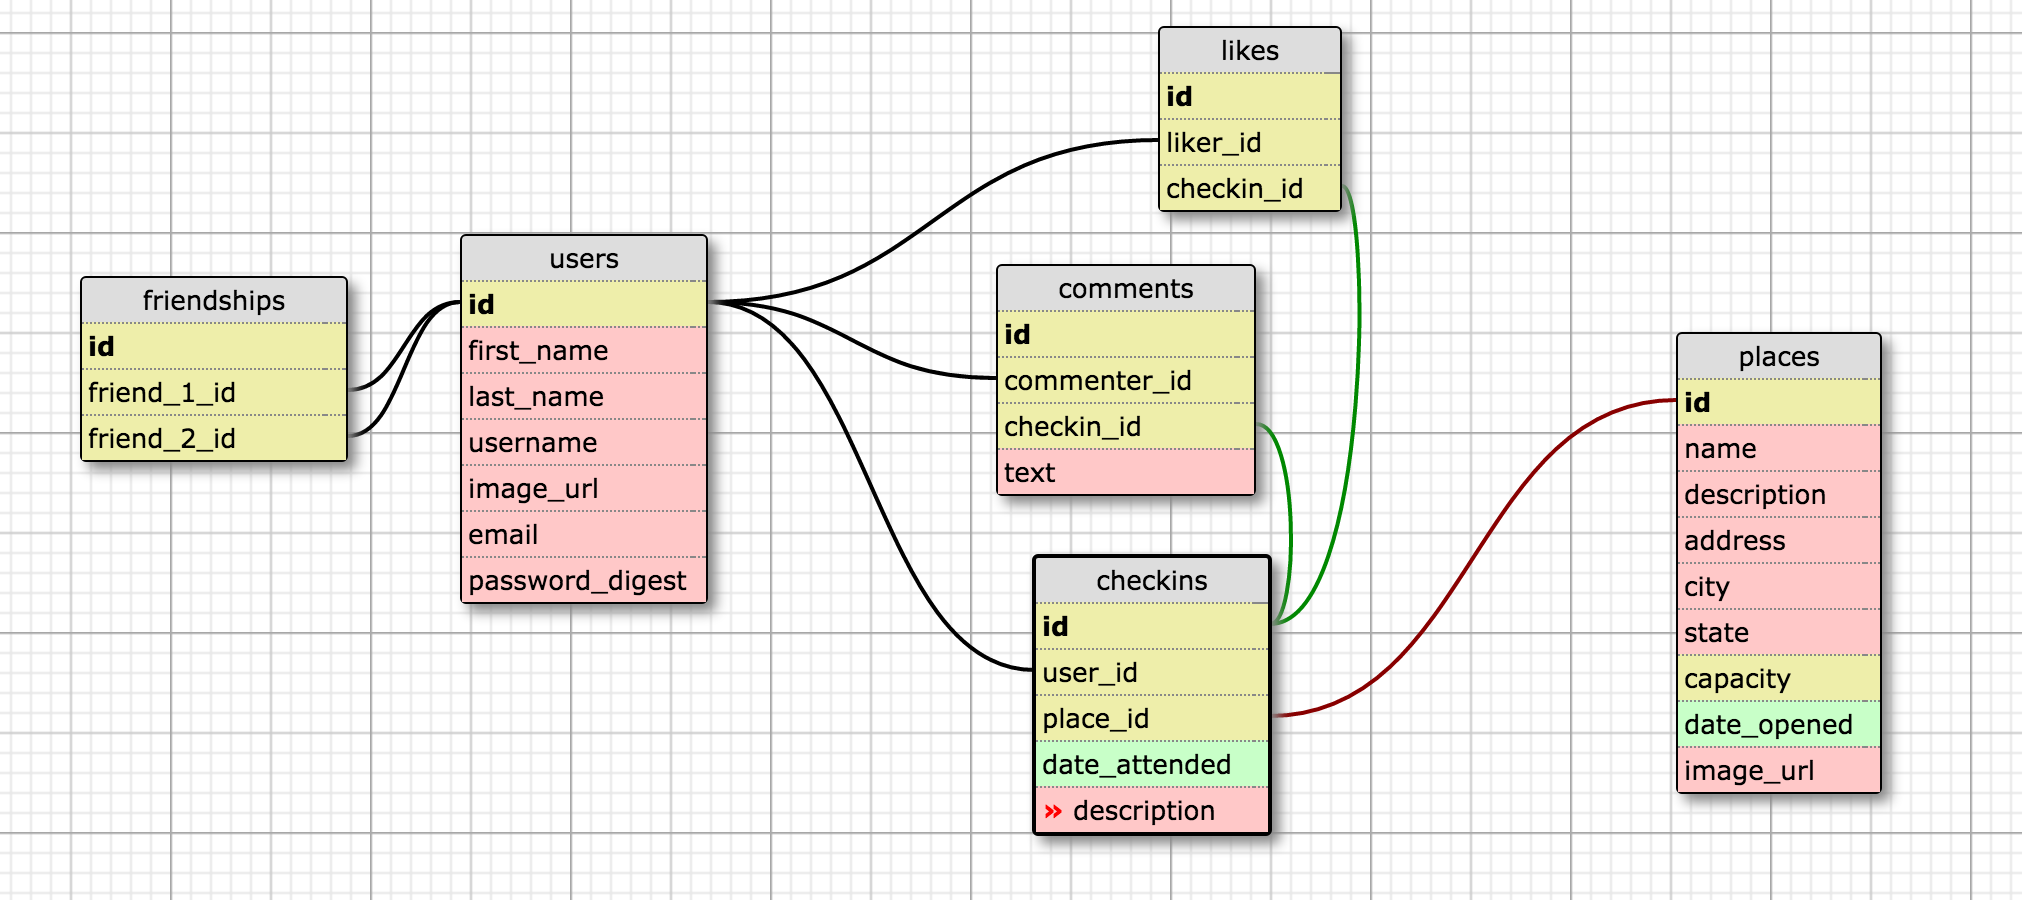 friendships
id
friend_1_id
friend_2_id
users
id
first_name
last_name
username
image_url
email
password_digest
likes
id
liker_id
checkin_id
comments
id
commenter_id
checkin_id
text
checkins
id
user_id
place_id
date_attended
» description
places
id
name
description
address
city
state
capacity
date_opened
image_url